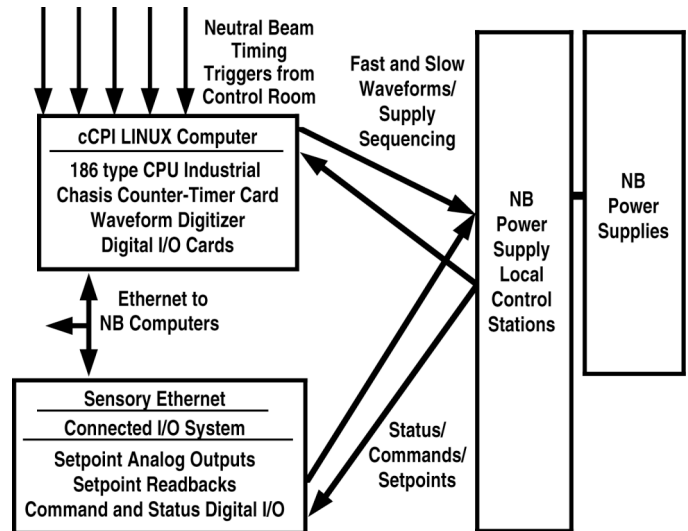 Neutral Beam
Timing
Triggers from
Control Room
cCPI LINUX Computer
186 type CPU Industrial
Chasis Counter-Timer Card
Waveform Digitizer
Digital I/O Cards
Ethernet to
NB Computers
Sensory Ethernet
Connected I/O System
Setpoint Analog Outputs
Setpoint Readbacks
Command and Status Digital I/O
Fast and Slow
Waveforms/
Supply
Sequencing
Status/
Commands/
Setpoints
NB
Power
Supply
Local
Control
Stations
NB
Power
Supplies